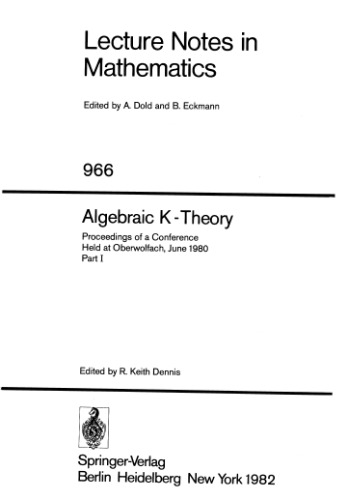 Lecture Notes in
Mathematics
Edited by A. Dold and B. Eckmann
966
Algebraic K-Theory
Proceedings of a Conference
Held at Oberwolfach, June 1980
Part I
Edited by R. Keith Dennis
Springer-Verlag
Berlin Heidelberg New York 1982